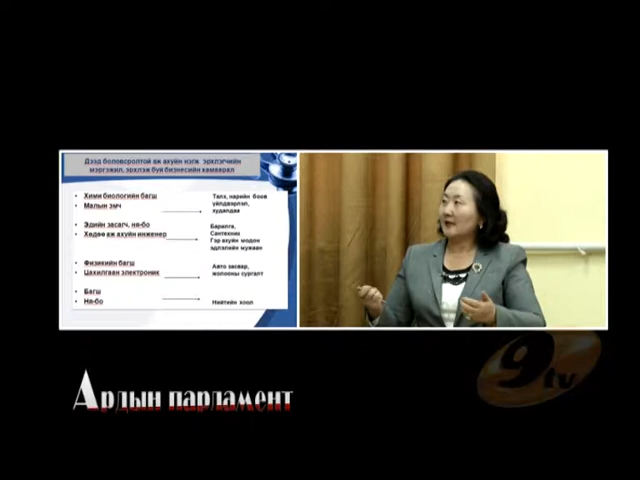 Дээд боловсролтой аж ахуйн нэгж эрхлэгчийн
мэргэжил, эрхлэж буй бизнесийн хамаарал
Хими биологийн багш
Малын эмч
Талх, нарийн боов
үйлдвэрлэл,
худалдаа
Эдийн засагч, ня-бо
Хөдөө аж ахуйн инженер
Барилга,
Сантехник
Гэр ахуйн модон
эдлэлийн мужаан
Физикийн багш
Цахилгаан электроник
Авто засвар,
жолооны сургалт
Багш
Ня-бо
Нийтийн хоол
Ардын парламент
9tv